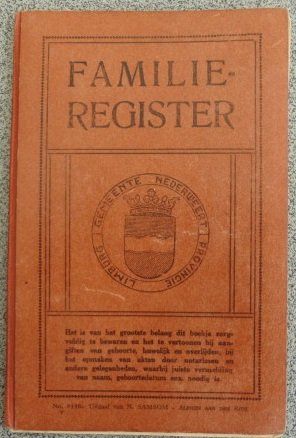 FAMILIE-
REGISTER
GEMEENTE NEDERWEERT
PROVINCIE LIMBURG
Het is van het grootste belang dit boekje zorg-
vuldig te bewaren en het te vertoonen bij aan-
giften van geboorte, huwelijk en overlijden, bij
het opmaken van akten door notarissen en
andere gelegenheden, waarbij juiste vermelding
van naam, geboortedatum enz. noodig is.
No. Uitgaaf van N. SAMSOM - Alphen aan den Rijn